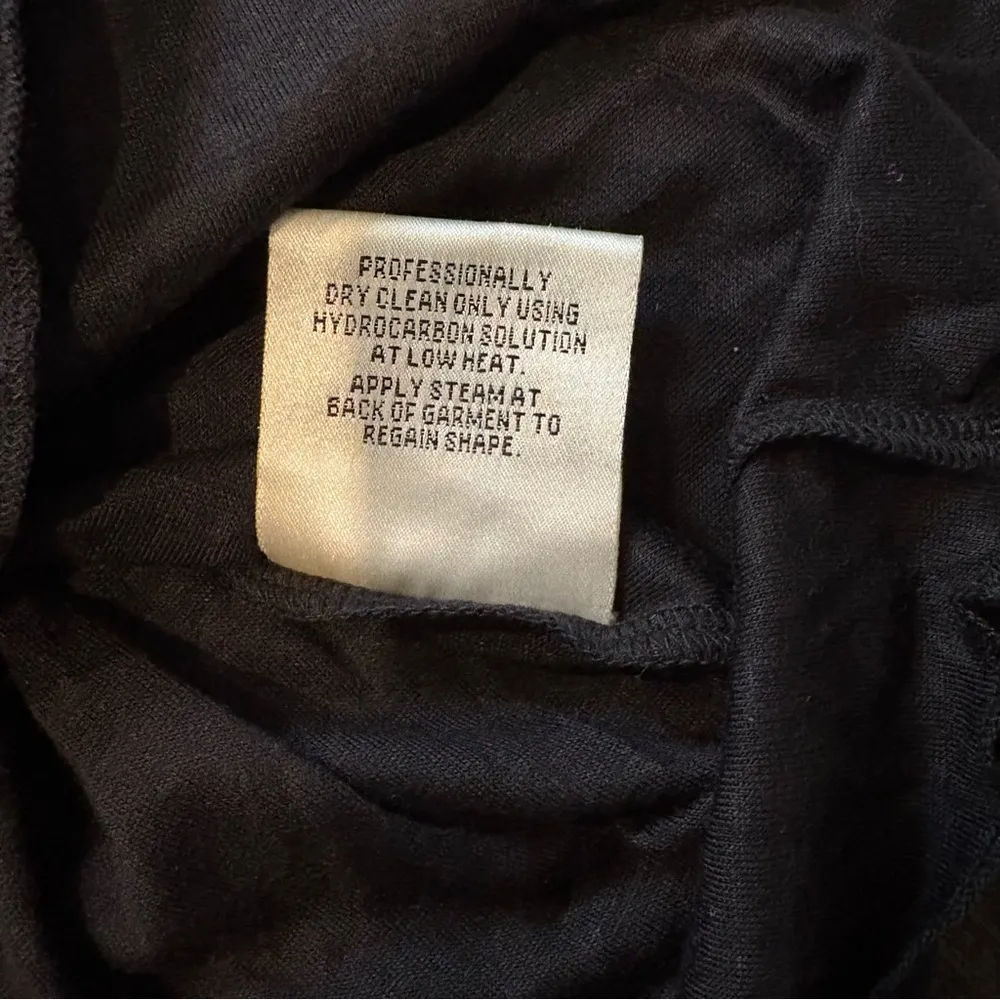 PROFESSIONALLY
DRY CLEAN ONLY USING
HYDROCARBON SOLUTION
AT LOW HEAT.
APPLY STEAM AT
BACK OF GARMENT TO
REGAIN SHAPE.